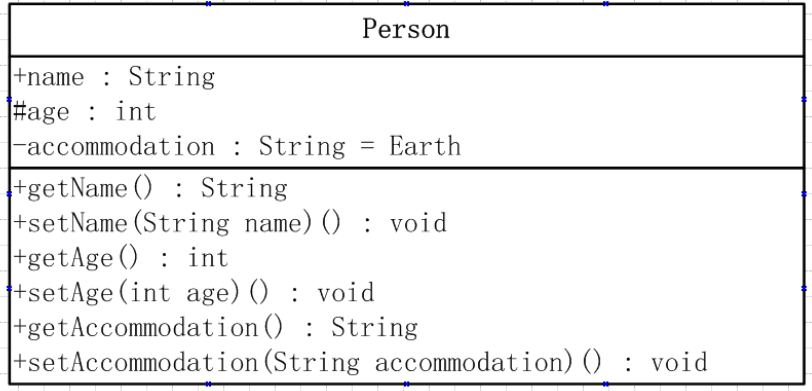 Person
+name : String
#age : int
-accommodation : String = Earth
+getName() : String
+setName(String name)() : void
+getAge() : int
+setAge(int age)() : void
+getAccommodation() : String
+setAccommodation(String accommodation)() : void